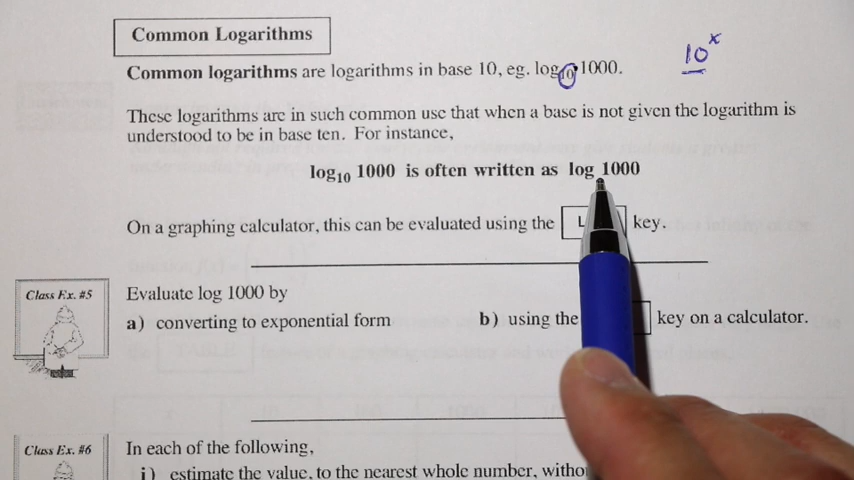 Common Logarithms
10ˣ
Common logarithms are logarithms in base 10, eg. log₁₀ 1000.
These logarithms are in such common use that when a base is not given the logarithm is
understood to be in base ten. For instance,
log₁₀ 1000 is often written as log 1000
On a graphing calculator, this can be evaluated using the L key.
Class Ex. #5
Evaluate log 1000 by
a) converting to exponential form
b) using the key on a calculator.
Class Ex. #6
In each of the following,
i) estimate the value, to the nearest whole number,